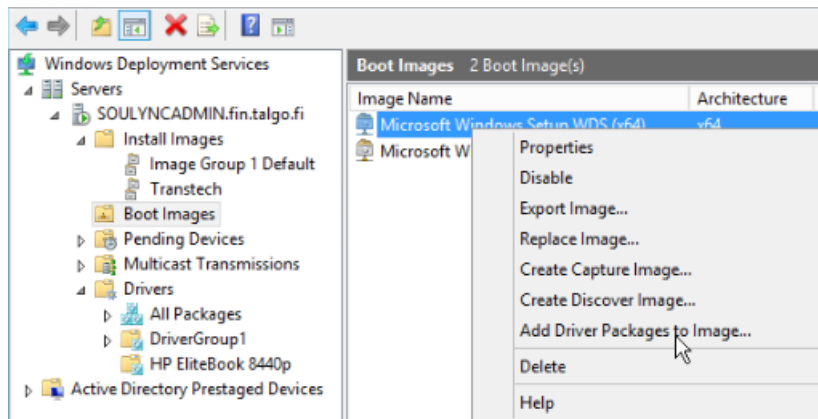 Windows Deployment Services
Servers
SOULYNCADMIN.fin.talgo.fi
Install Images
Image Group 1 Default
Transtech
Boot Images
Pending Devices
Multicast Transmissions
Drivers
All Packages
DriverGroup1
HP EliteBook 8440p
Active Directory Prestaged Devices
Boot Images 2 Boot Image(s)
Image Name Architecture
Microsoft Windows Setup WDS (x64) x64
Microsoft W
Properties
Disable
Export Image...
Replace Image...
Create Capture Image...
Create Discover Image...
Add Driver Packages to Image...
Delete
Help